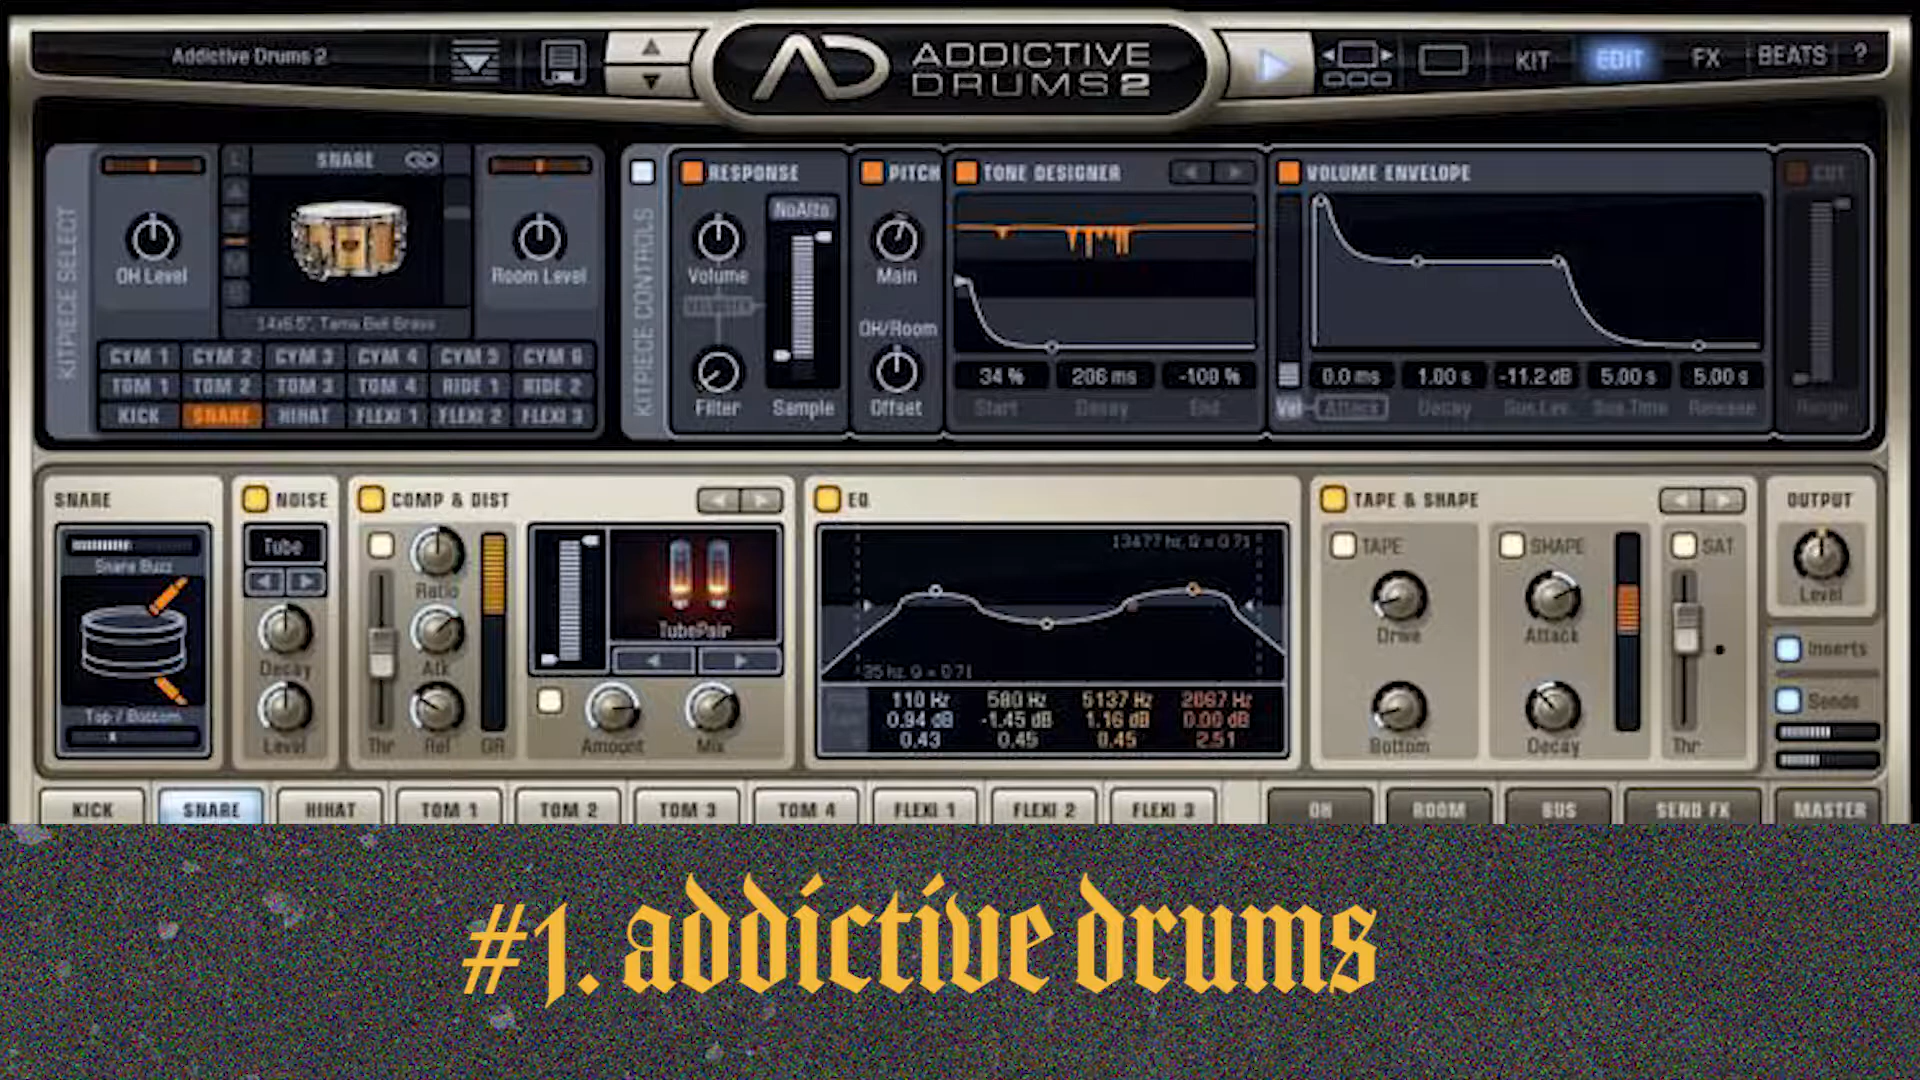 Addictive Drums 2
ADDICTIVE
DRUMS 2
KIT
EDIT
FX
BEATS
?
KITPIECE SELECT
SNARE
OH Level
Room Level
14x6.5", Tama Bell Brass
CYM 1 CYM 2 CYM 3 CYM 4 CYM 5 CYM 6
TOM 1 TOM 2 TOM 3 TOM 4 RIDE 1 RIDE 2
KICK SNARE HIHAT FLEXI 1 FLEXI 2 FLEXI 3
KITPIECE CONTROLS
RESPONSE
NoAlts
Volume
Filter
Sample
PITCH
Main
OH/Room
Offset
TONE DESIGNER
34 % 206 ms -100 %
Start Decay End
VOLUME ENVELOPE
0.0 ms 1.00 s -11.2 dB 5.00 s 5.00 s
Vel Attack Decay Sus.Lev. Sus.Time Release
CUT
Range
SNARE
Snare Buzz
Top / Bottom
NOISE
Tube
Decay
Level
COMP & DIST
Ratio
Atk
Thr Rel GR
TubePair
Amount Mix
EQ
13477 hz, Q = 0.71
35 hz, Q = 0.71
110 Hz 580 Hz 5137 Hz 2067 Hz
0.94 dB -1.45 dB 1.16 dB 0.00 dB
0.43 0.45 0.45 2.51
TAPE & SHAPE
TAPE
Drive
Bottom
SHAPE
Attack
Decay
SAT
Thr
OUTPUT
Level
Inserts
Sends
KICK SNARE HIHAT TOM 1 TOM 2 TOM 3 TOM 4 FLEXI 1 FLEXI 2 FLEXI 3 OH ROOM BUS SEND FX MASTER
#1. addictive drums